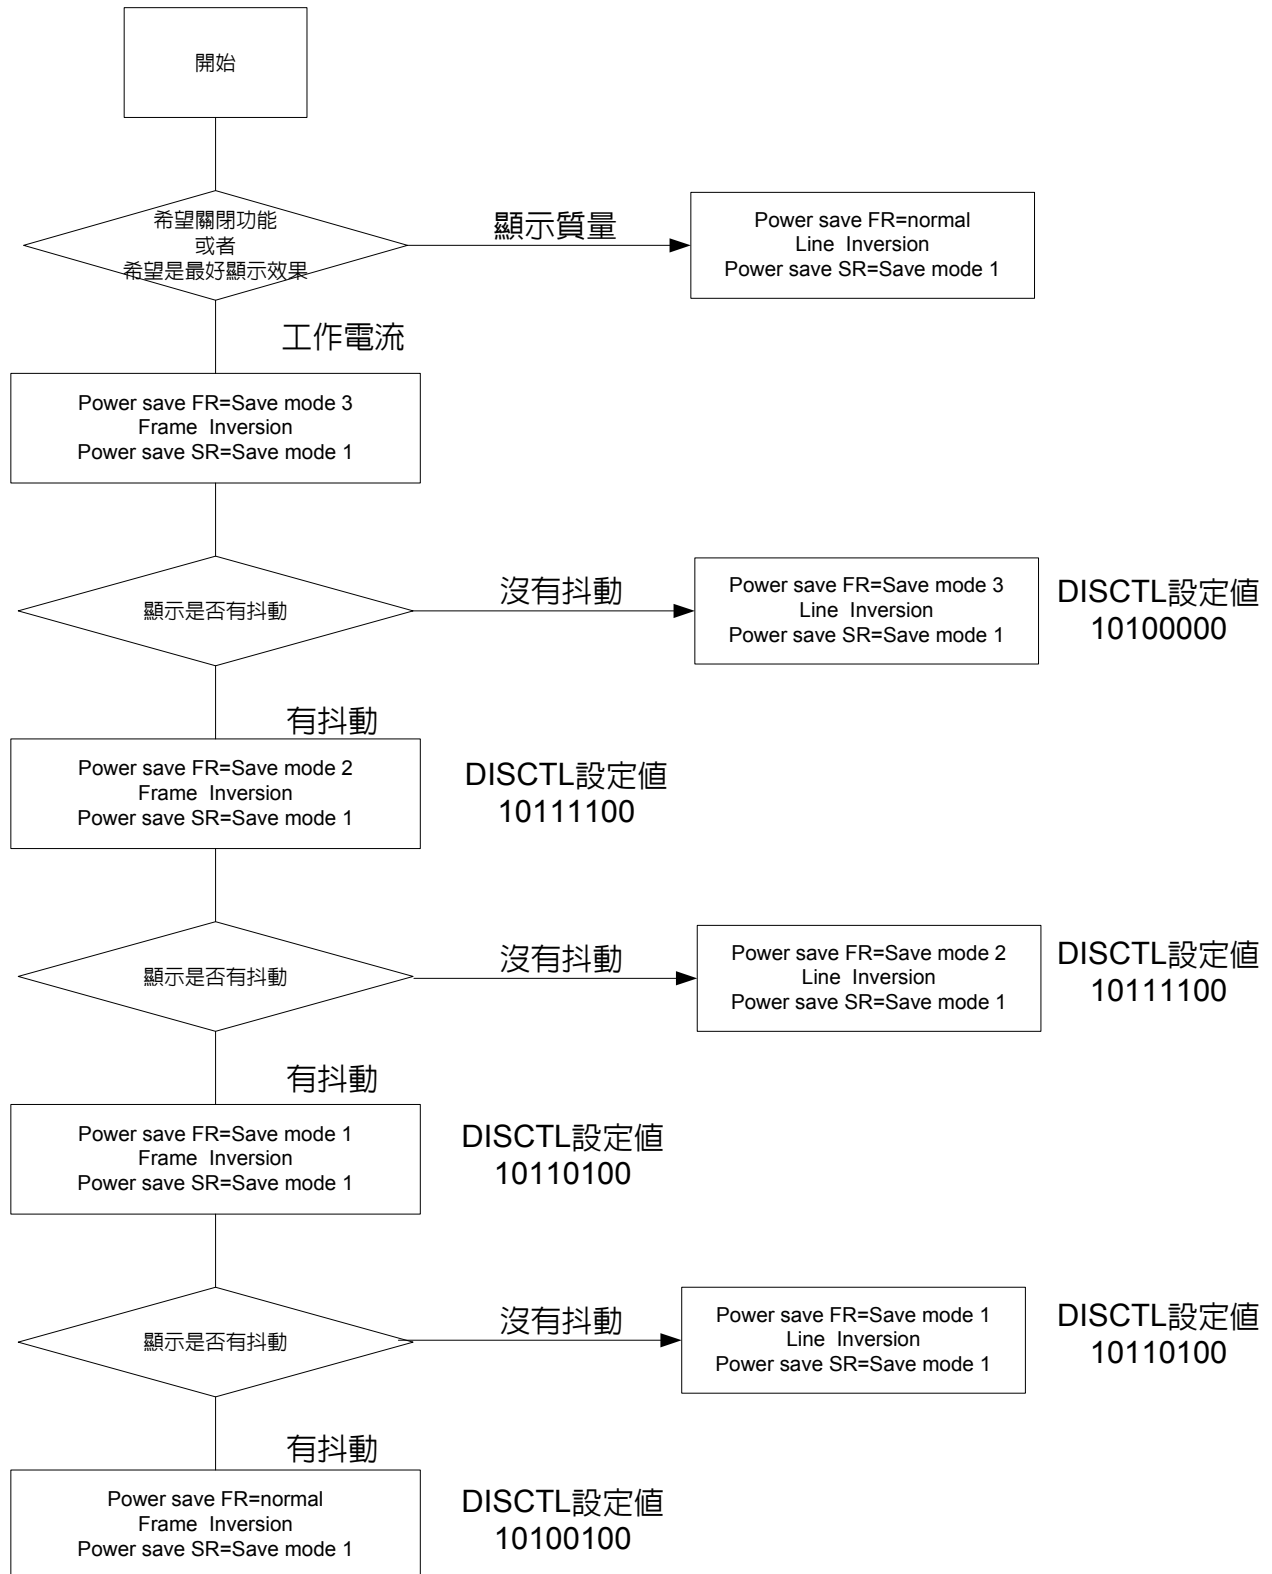 開始
希望關閉功能
或者
希望是最好顯示效果
顯示質量
Power save FR=normal
Line Inversion
Power save SR=Save mode 1
工作電流
Power save FR=Save mode 3
Frame Inversion
Power save SR=Save mode 1
顯示是否有抖動
沒有抖動
Power save FR=Save mode 3
Line Inversion
Power save SR=Save mode 1
DISCTL設定值
10100000
有抖動
Power save FR=Save mode 2
Frame Inversion
Power save SR=Save mode 1
DISCTL設定值
10111100
顯示是否有抖動
沒有抖動
Power save FR=Save mode 2
Line Inversion
Power save SR=Save mode 1
DISCTL設定值
10111100
有抖動
Power save FR=Save mode 1
Frame Inversion
Power save SR=Save mode 1
DISCTL設定值
10110100
顯示是否有抖動
沒有抖動
Power save FR=Save mode 1
Line Inversion
Power save SR=Save mode 1
DISCTL設定值
10110100
有抖動
Power save FR=normal
Frame Inversion
Power save SR=Save mode 1
DISCTL設定值
10100100